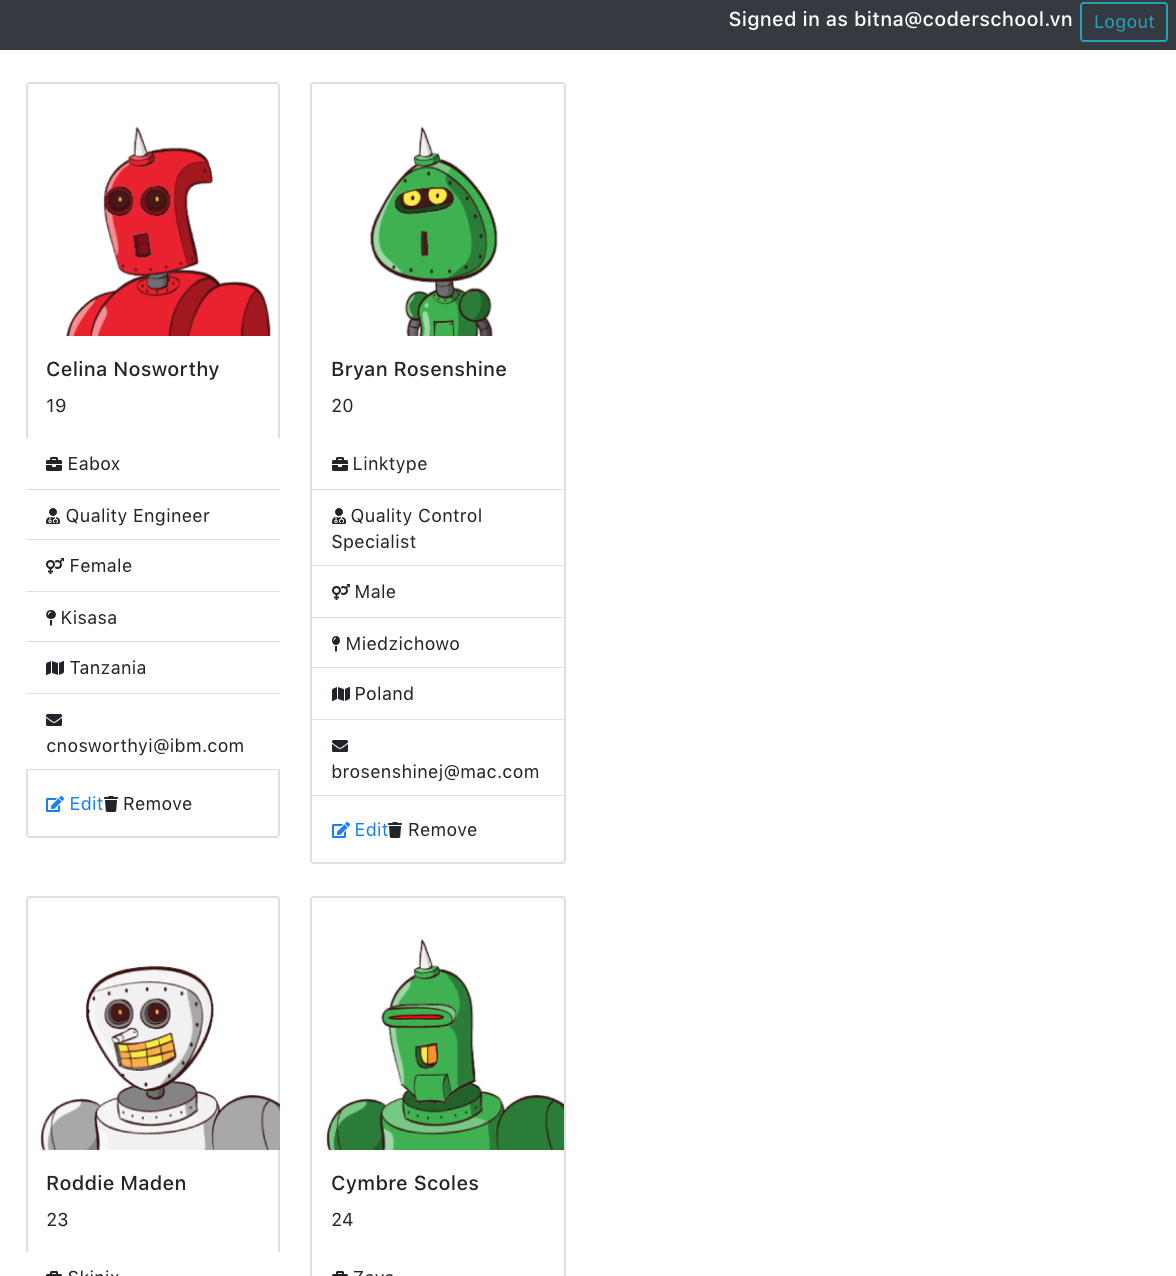 Signed in as bitna@coderschool.vn Logout
Celina Nosworthy
19
Eabox
Quality Engineer
Female
Kisasa
Tanzania
cnosworthyi@ibm.com
Edit Remove
Bryan Rosenshine
20
Linktype
Quality Control
Specialist
Male
Miedzichowo
Poland
brosenshinej@mac.com
Edit Remove
Roddie Maden
23
Cymbre Scoles
24